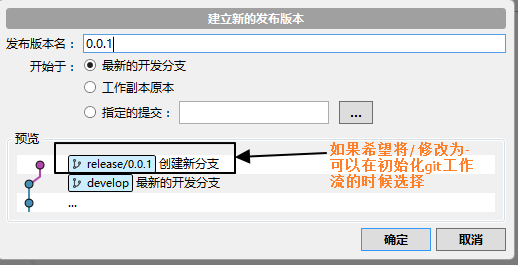 建立新的发布版本
发布版本名： 0.0.1
开始于： 最新的开发分支
工作副本原本
指定的提交： ...
预览
release/0.0.1 创建新分支
develop 最新的开发分支
...
如果希望将/修改为-
可以在初始化git工作
流的时候选择
确定 取消